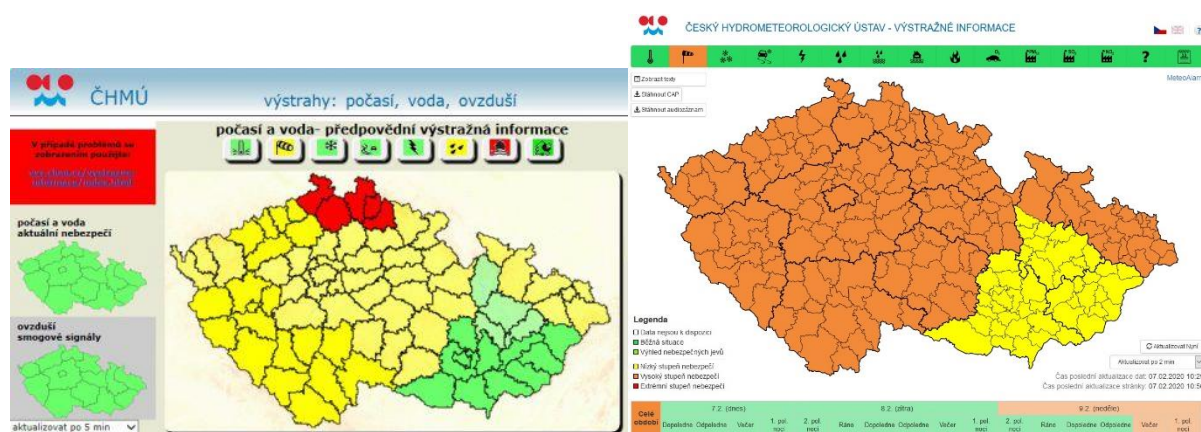 ČHMÚ
výstrahy: počasí, voda, ovzduší
V případě problémů se
zobrazením použijte:
počasí a voda- předpovědní výstražná informace
počasí a voda
aktuální nebezpečí
ovzduší
smogové signály
aktualizovat po 5 min
ČESKÝ HYDROMETEOROLOGICKÝ ÚSTAV - VÝSTRAŽNÉ INFORMACE
?
Zobrazit texty
Stáhnout CAP
Stáhnout audiozáznam
MeteoAlarm
Legenda
Data nejsou k dispozici
Běžná situace
Výhled nebezpečných jevů
Nízký stupeň nebezpečí
Vysoký stupeň nebezpečí
Extrémní stupeň nebezpečí
Aktualizovat Nyní
Aktualizovat po 2 min
Čas poslední aktualizace dat: 07.02.2020 10:2
Čas poslední aktualizace stránky: 07.02.2020 10:5
Celé období
7.2. (dnes)
8.2. (zítra)
9.2. (neděle)
Dopoledne Odpoledne Večer 1. pol. noci 2. pol. noci Ráno Dopoledne Odpoledne Večer 1. pol. noci 2. pol. noci Ráno Dopoledne Odpoledne Večer 1. pol. noci